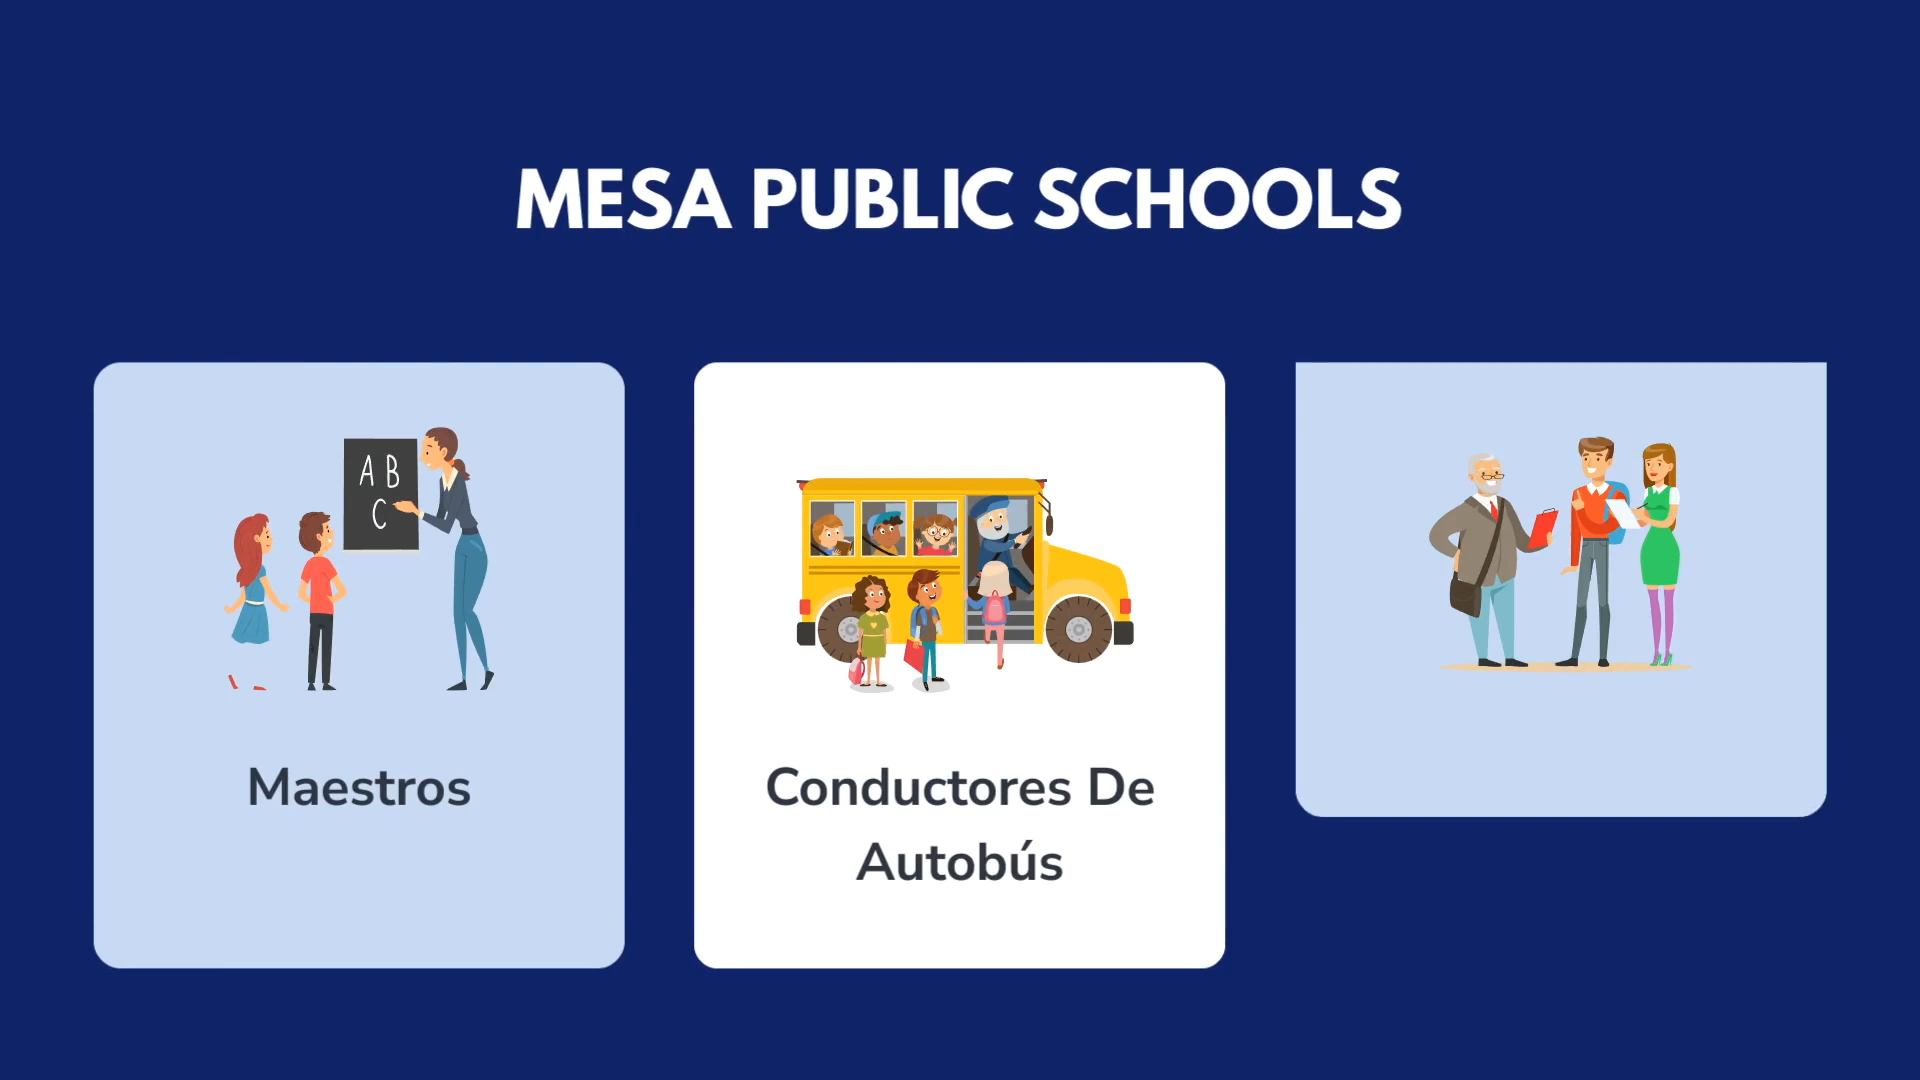 MESA PUBLIC SCHOOLS
A B
C
Maestros
Conductores De
Autobús